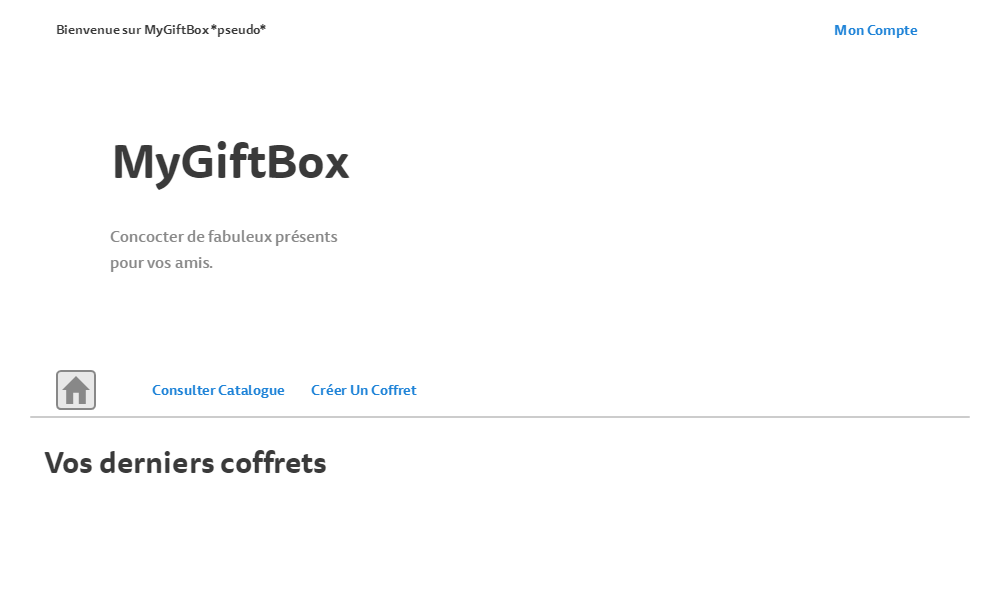 Bienvenue sur MyGiftBox *pseudo*
Mon Compte
MyGiftBox
Concocter de fabuleux présents
pour vos amis.
Consulter Catalogue
Créer Un Coffret
Vos derniers coffrets